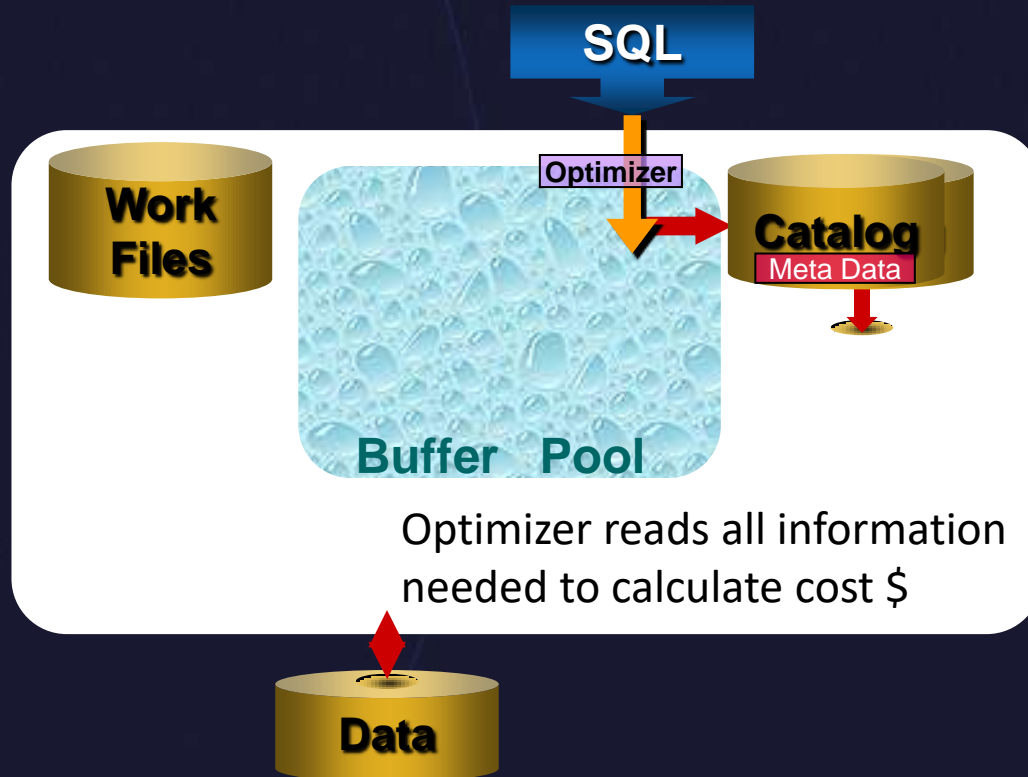 SQL
Optimizer
Work
Files
Catalog
Meta Data
Buffer Pool
Optimizer reads all information
needed to calculate cost $
Data